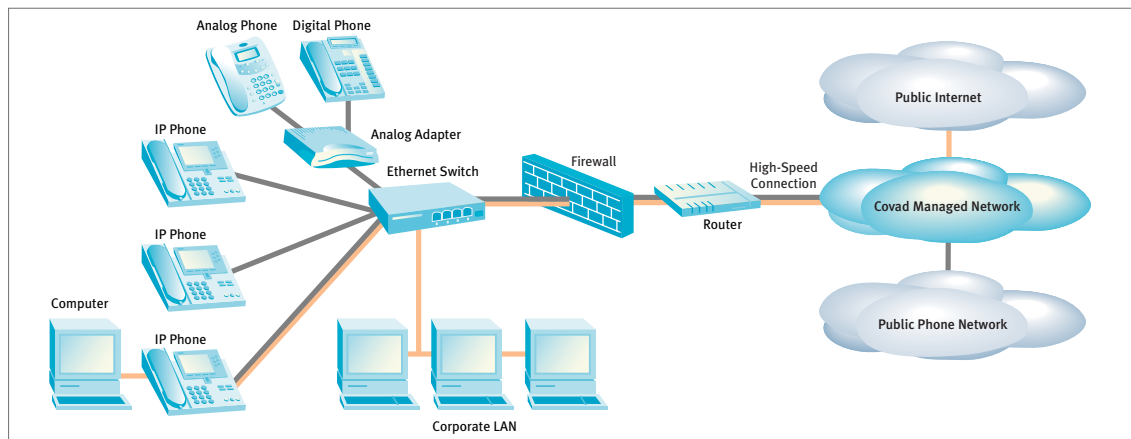 Analog Phone
Digital Phone
IP Phone
Analog Adapter
Ethernet Switch
Firewall
High-Speed
Connection
Public Internet
Covad Managed Network
Router
IP Phone
Computer
IP Phone
Public Phone Network
Corporate LAN